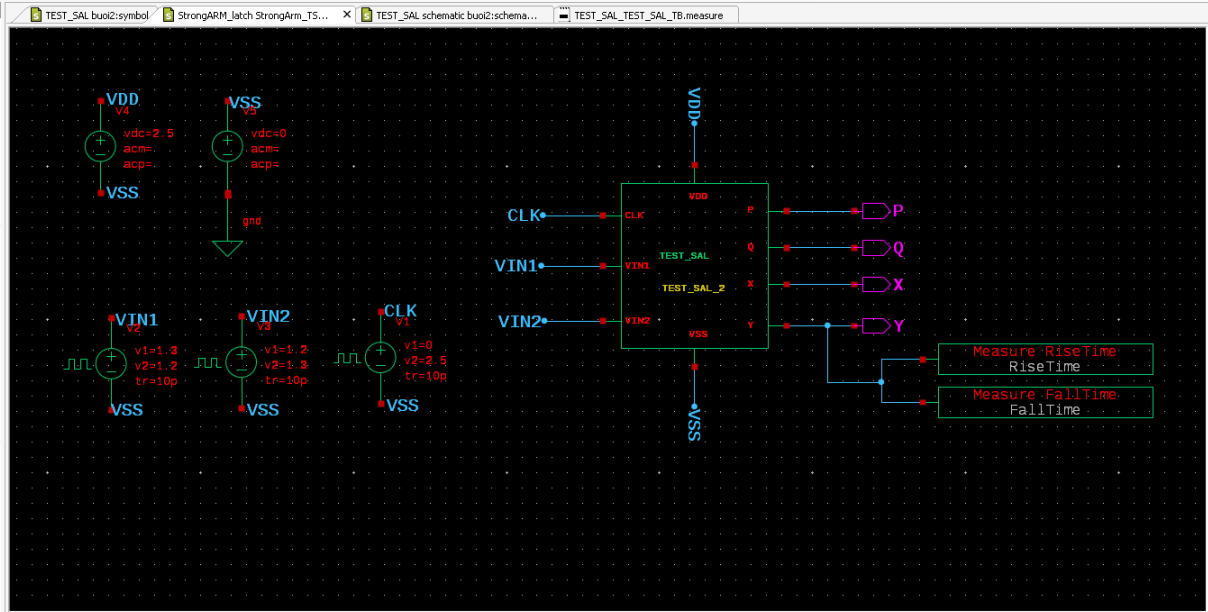 TEST_SAL buoi2:symbol
StrongARM_latch StrongArm_TS...
TEST_SAL schematic buoi2:schema...
TEST_SAL_TEST_SAL_TB.measure
VDD
V4
vdc=2.5
acm=
acp=
VSS
VSS
V5
vdc=0
acm=
acp=
gnd
VIN1
V2
v1=1.3
v2=1.2
tr=10p
VSS
VIN2
V3
v1=1.2
v2=1.3
tr=10p
VSS
CLK
V1
v1=0
v2=2.5
tr=10p
VSS
VDD
VDD
CLK
CLK
VIN1
VIN1
VIN2
VIN2
TEST_SAL
TEST_SAL_2
P
P
Q
Q
X
X
Y
Y
VSS
VSS
Measure RiseTime
RiseTime
Measure FallTime
FallTime